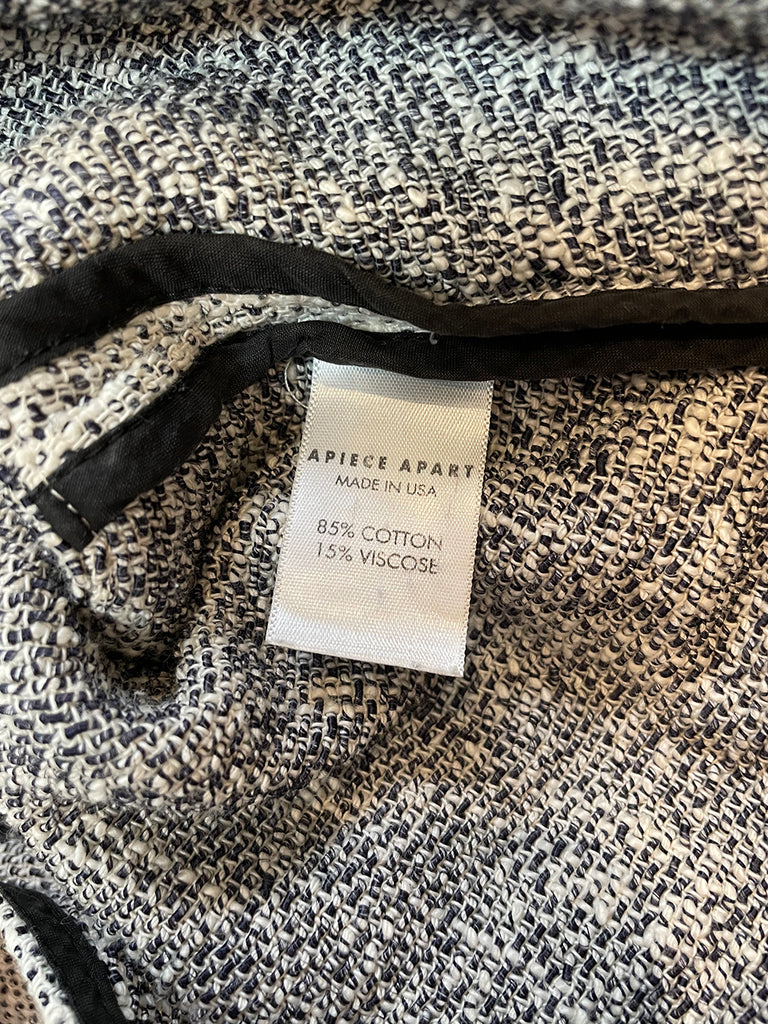 APIECE APART
MADE IN USA
85% COTTON
15% VISCOSE